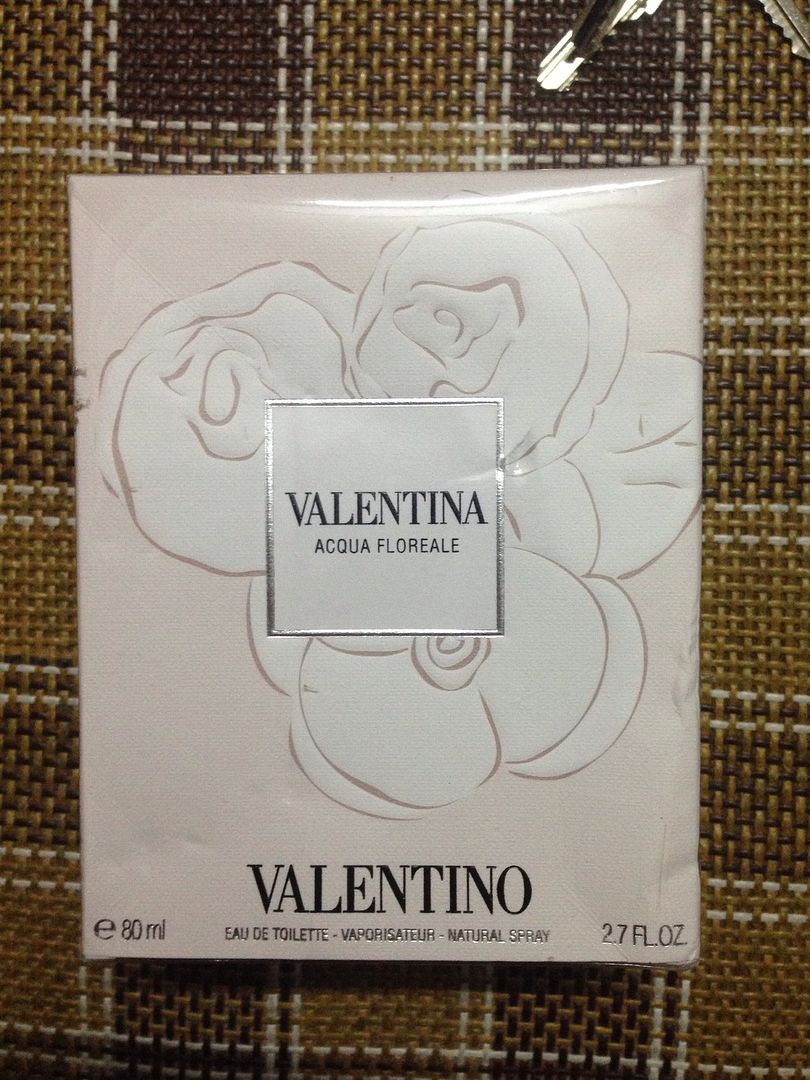 VALENTINA
ACQUA FLOREALE
VALENTINO
℮ 80 ml EAU DE TOILETTE - VAPORISATEUR - NATURAL SPRAY 2.7 FL.OZ.